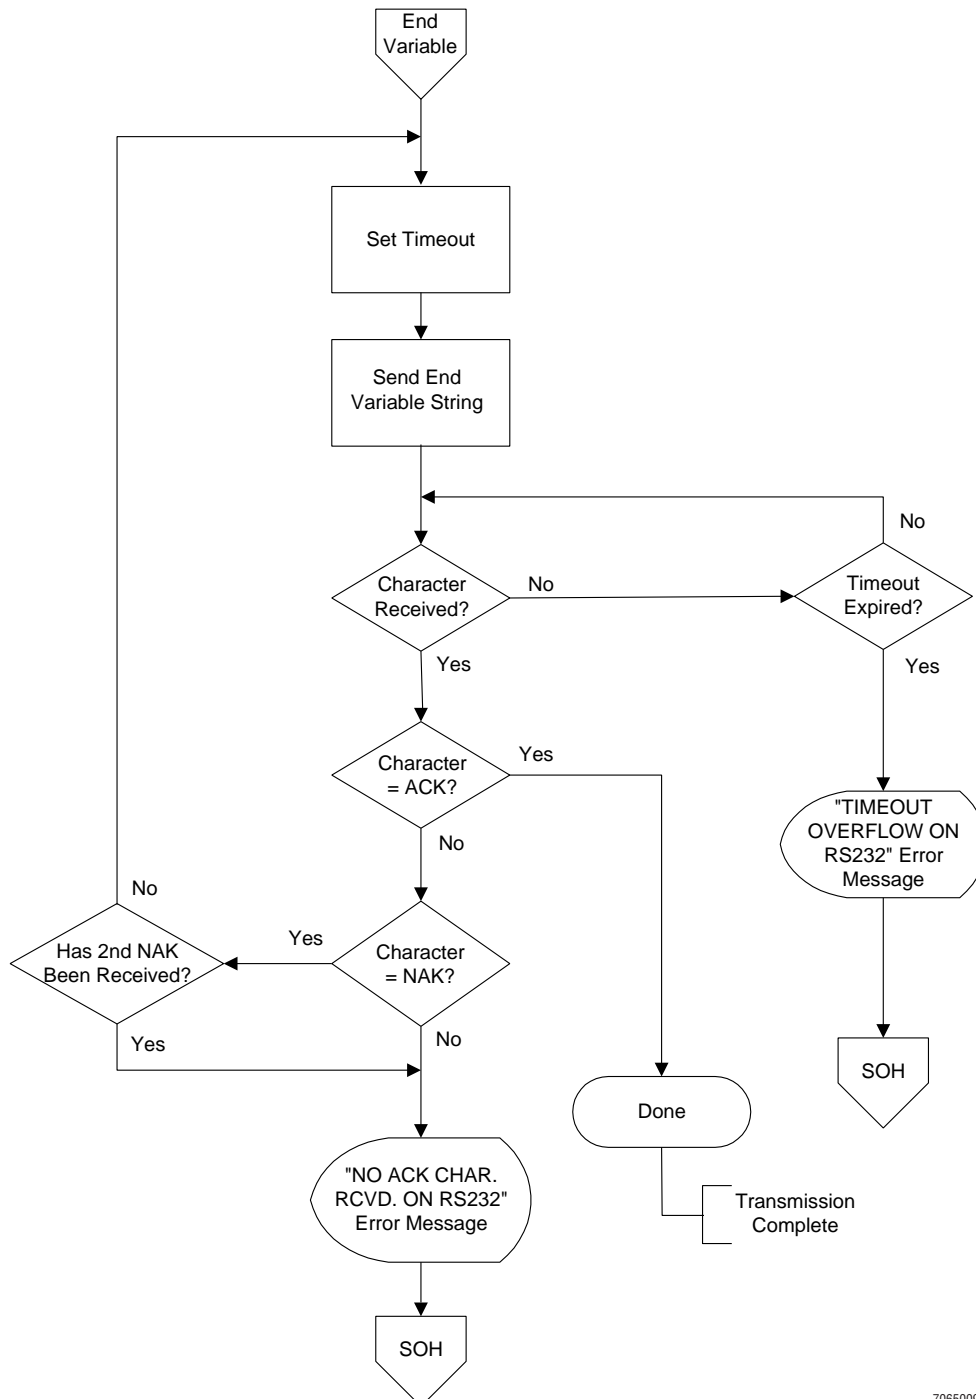 End
Variable
Set Timeout
Send End
Variable String
No
Character
Received?
No
Timeout
Expired?
Yes
Yes
Character
= ACK?
Yes
"TIMEOUT
OVERFLOW ON
RS232" Error
Message
No
No
Has 2nd NAK
Been Received?
Yes
Character
= NAK?
Yes
No
SOH
Done
"NO ACK CHAR.
RCVD. ON RS232"
Error Message
Transmission
Complete
SOH